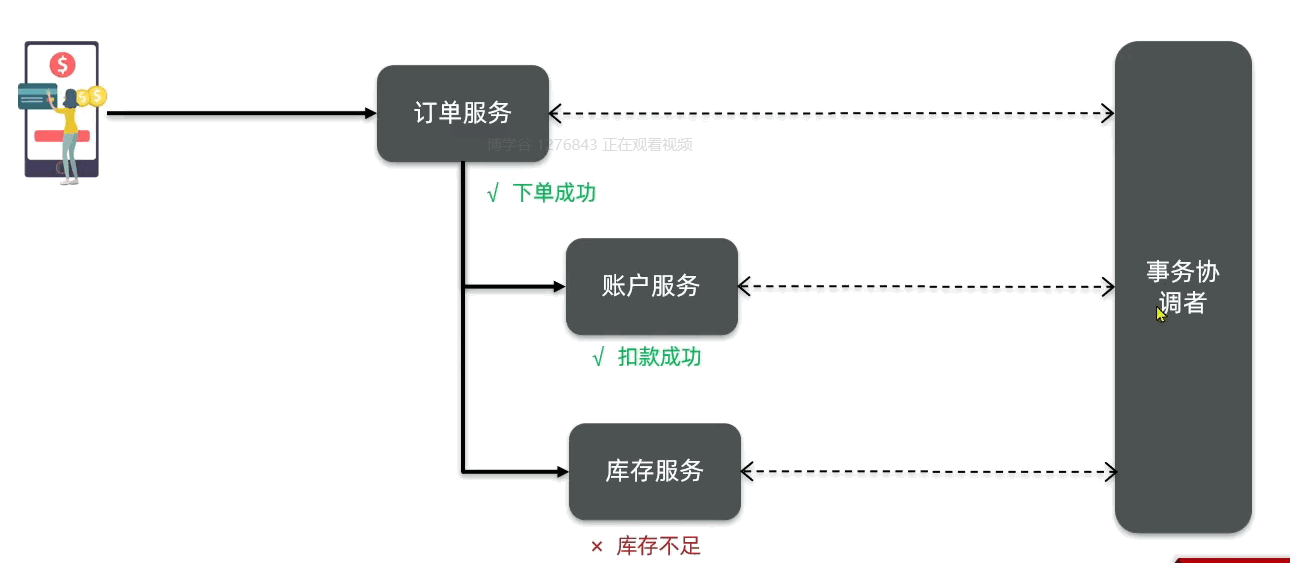 订单服务
博学谷 1276843 正在观看视频
√ 下单成功
账户服务
事务协
调者
√ 扣款成功
库存服务
× 库存不足